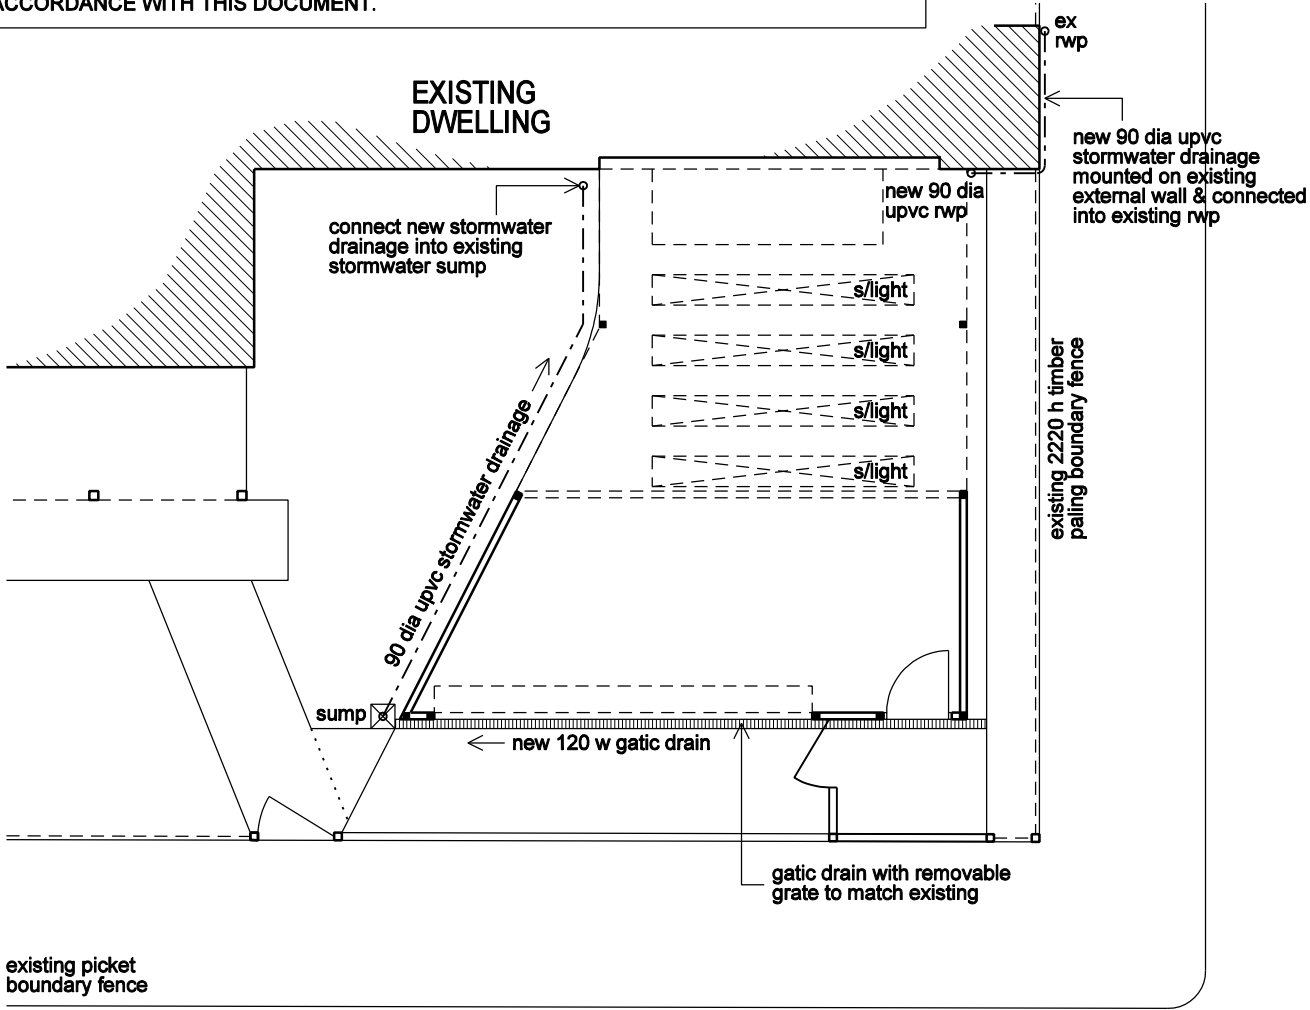 ACCORDANCE WITH THIS DOCUMENT.
ex
rwp
EXISTING
DWELLING
new 90 dia upvc
stormwater drainage
mounted on existing
external wall & connected
into existing rwp
new 90 dia
upvc rwp
connect new stormwater
drainage into existing
stormwater sump
s/light
s/light
s/light
s/light
existing 2220 h timber
paling boundary fence
90 dia upvc stormwater drainage
sump
new 120 w gatic drain
gatic drain with removable
grate to match existing
existing picket
boundary fence